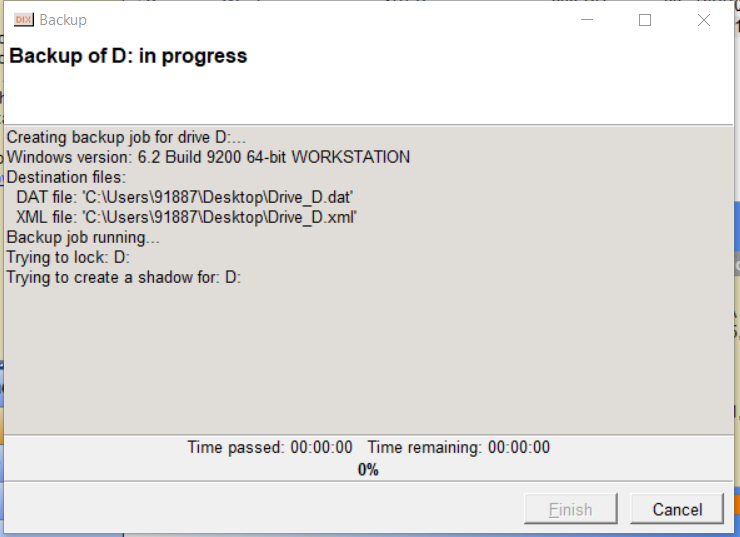 DIX Backup
Backup of D: in progress
Creating backup job for drive D:...
Windows version: 6.2 Build 9200 64-bit WORKSTATION
Destination files:
DAT file: 'C:\Users\91887\Desktop\Drive_D.dat'
XML file: 'C:\Users\91887\Desktop\Drive_D.xml'
Backup job running...
Trying to lock: D:
Trying to create a shadow for: D:
Time passed: 00:00:00 Time remaining: 00:00:00
0%
Finish Cancel